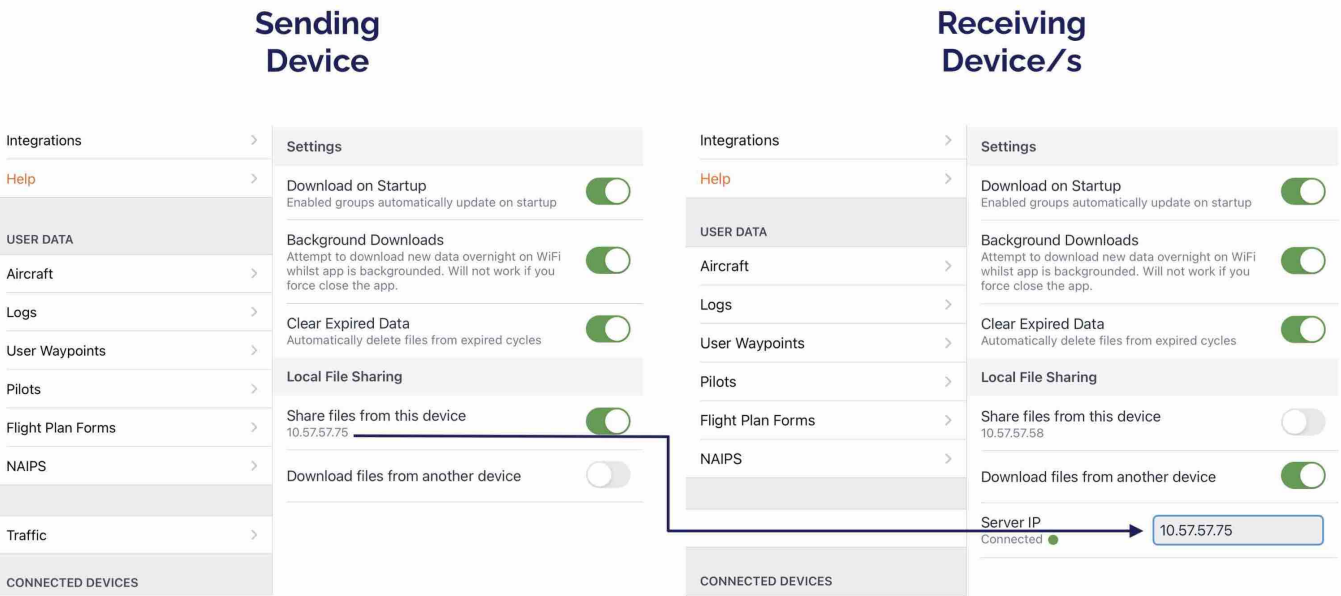 Sending
Device
Integrations
Help
USER DATA
Aircraft
Logs
User Waypoints
Pilots
Flight Plan Forms
NAIPS
Traffic
CONNECTED DEVICES
Settings
Download on Startup
Enabled groups automatically update on startup
Background Downloads
Attempt to download new data overnight on WiFi
whilst app is backgrounded. Will not work if you
force close the app.
Clear Expired Data
Automatically delete files from expired cycles
Local File Sharing
Share files from this device
10.57.57.75
Download files from another device
Receiving
Device/s
Integrations
Help
USER DATA
Aircraft
Logs
User Waypoints
Pilots
Flight Plan Forms
NAIPS
CONNECTED DEVICES
Settings
Download on Startup
Enabled groups automatically update on startup
Background Downloads
Attempt to download new data overnight on WiFi
whilst app is backgrounded. Will not work if you
force close the app.
Clear Expired Data
Automatically delete files from expired cycles
Local File Sharing
Share files from this device
10.57.57.58
Download files from another device
Server IP
Connected
10.57.57.75